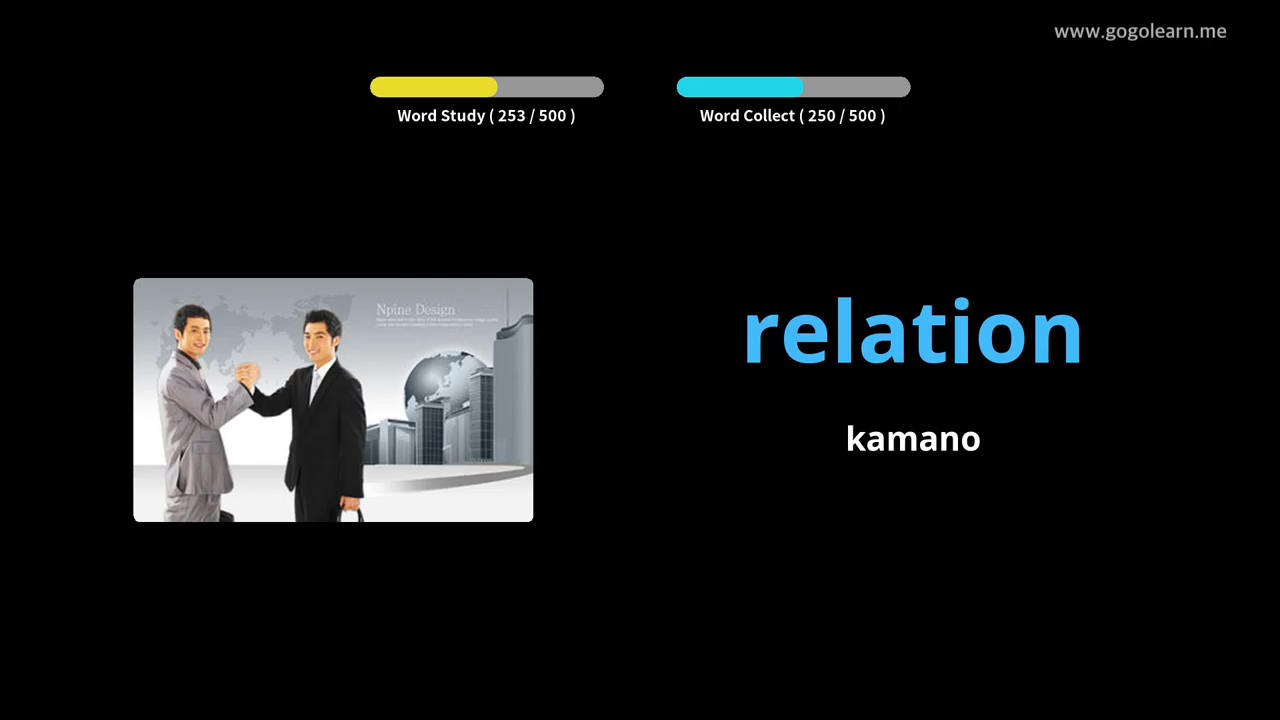 www.gogolearn.me
Word Study ( 253 / 500 )
Word Collect ( 250 / 500 )
Npine Design
relation
kamano